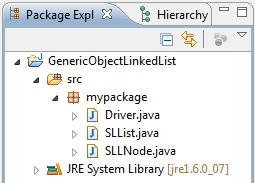 Package Expl
Hierarchy
GenericObjectLinkedList
src
mypackage
Driver.java
SLList.java
SLLNode.java
JRE System Library [jre1.6.0_07]